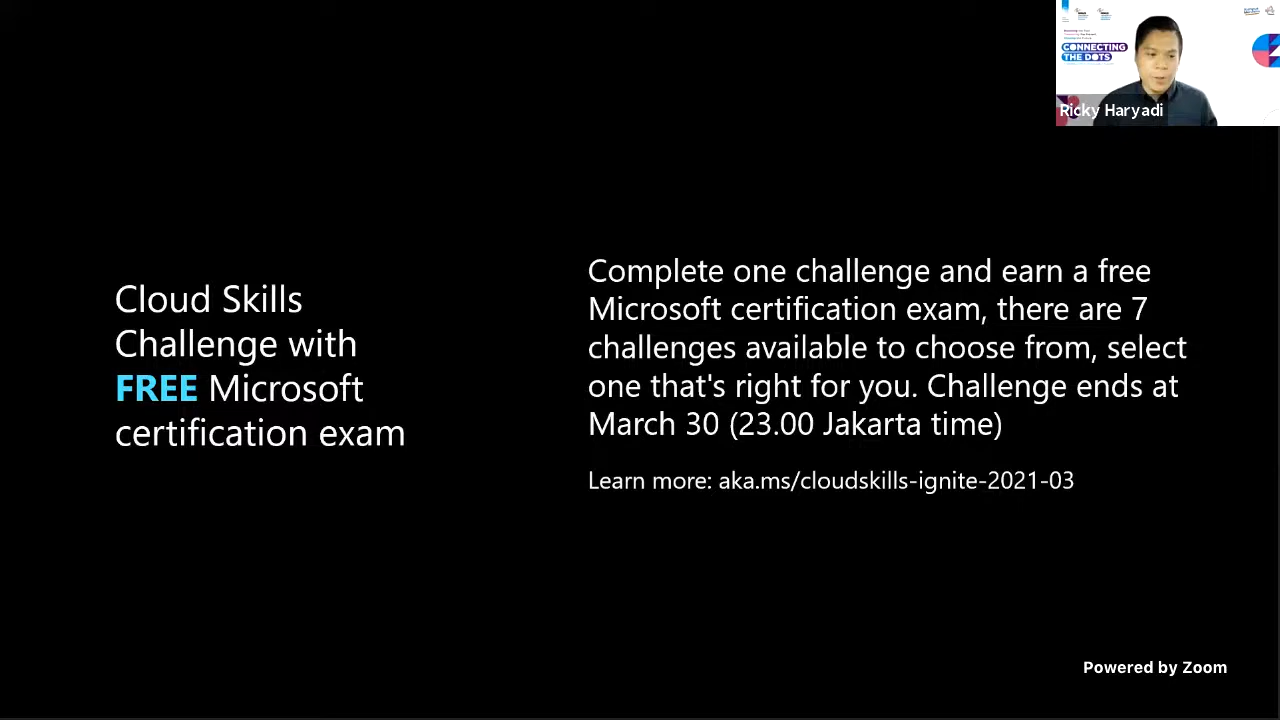 CONNECTING
THE DOTS
Ricky Haryadi
Cloud Skills
Challenge with
FREE Microsoft
certification exam
Complete one challenge and earn a free
Microsoft certification exam, there are 7
challenges available to choose from, select
one that's right for you. Challenge ends at
March 30 (23.00 Jakarta time)
Learn more: aka.ms/cloudskills-ignite-2021-03
Powered by Zoom